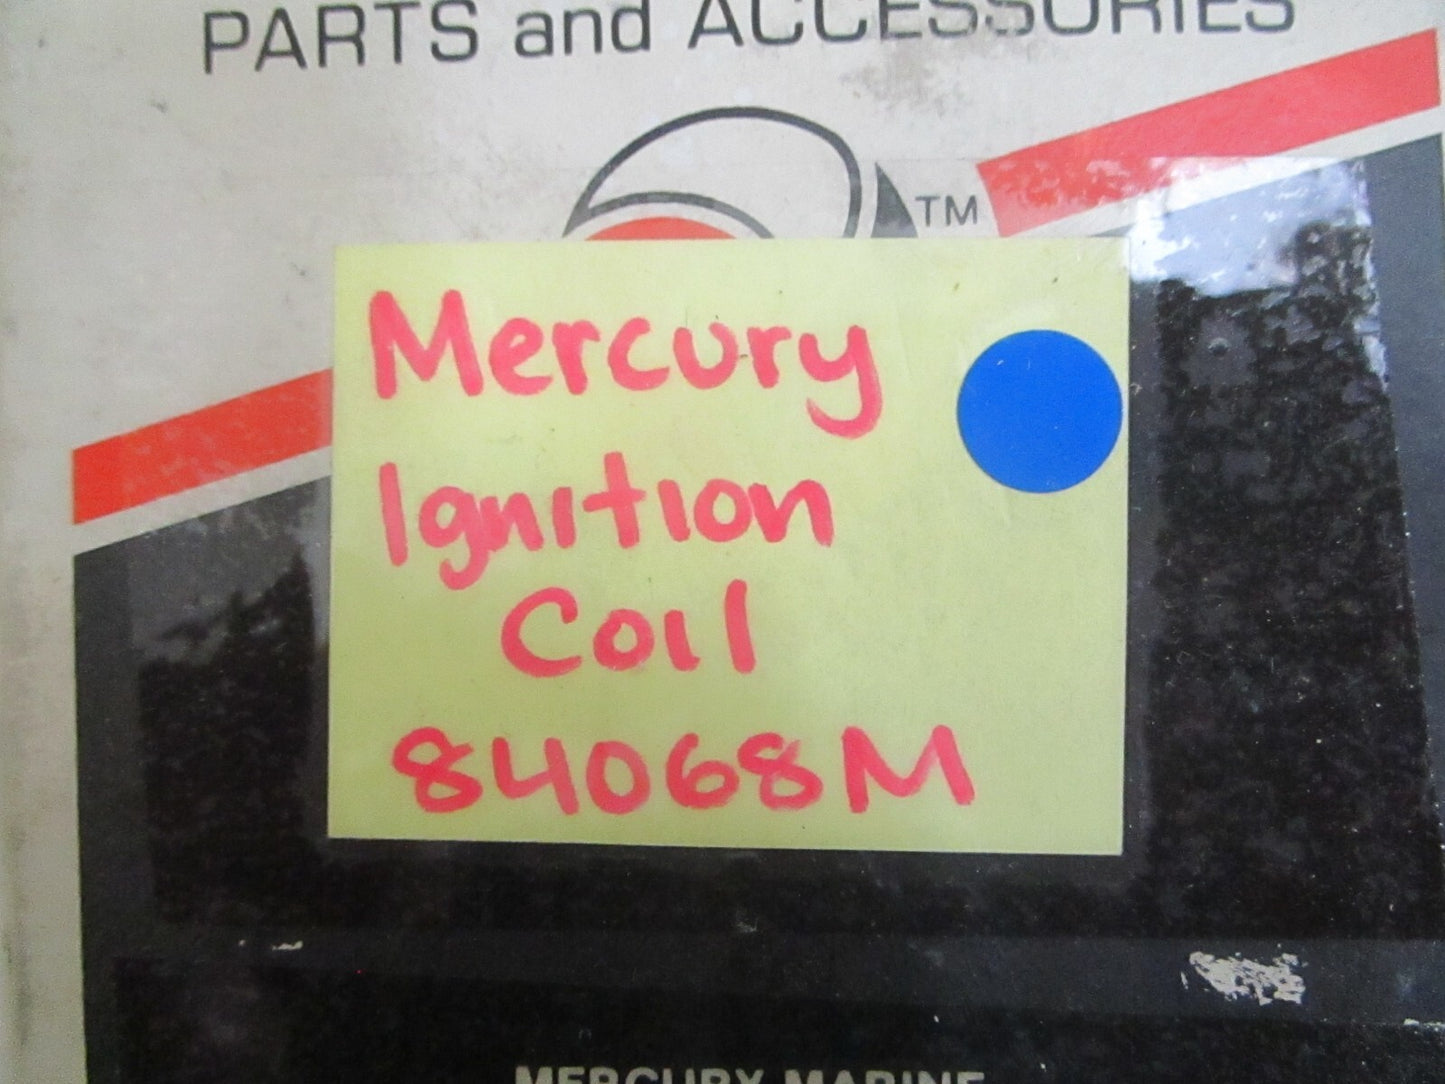 PARTS and ACCESSORIES
TM
Mercury
Ignition
Coil
84068M
MERCURY MARINE